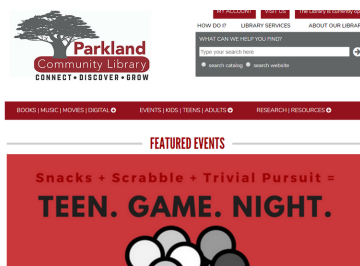 MY ACCOUNT
VISIT US
The Library is currently op
HOW DO I?
LIBRARY SERVICES
ABOUT OUR LIBRAR
Parkland
Community Library
CONNECT • DISCOVER • GROW
WHAT CAN WE HELP YOU FIND?
Type your search here
search catalog
search website
BOOKS | MUSIC | MOVIES | DIGITAL
EVENTS | KIDS | TEENS | ADULTS
RESEARCH | RESOURCES
FEATURED EVENTS
Snacks + Scrabble + Trivial Pursuit =
TEEN. GAME. NIGHT.